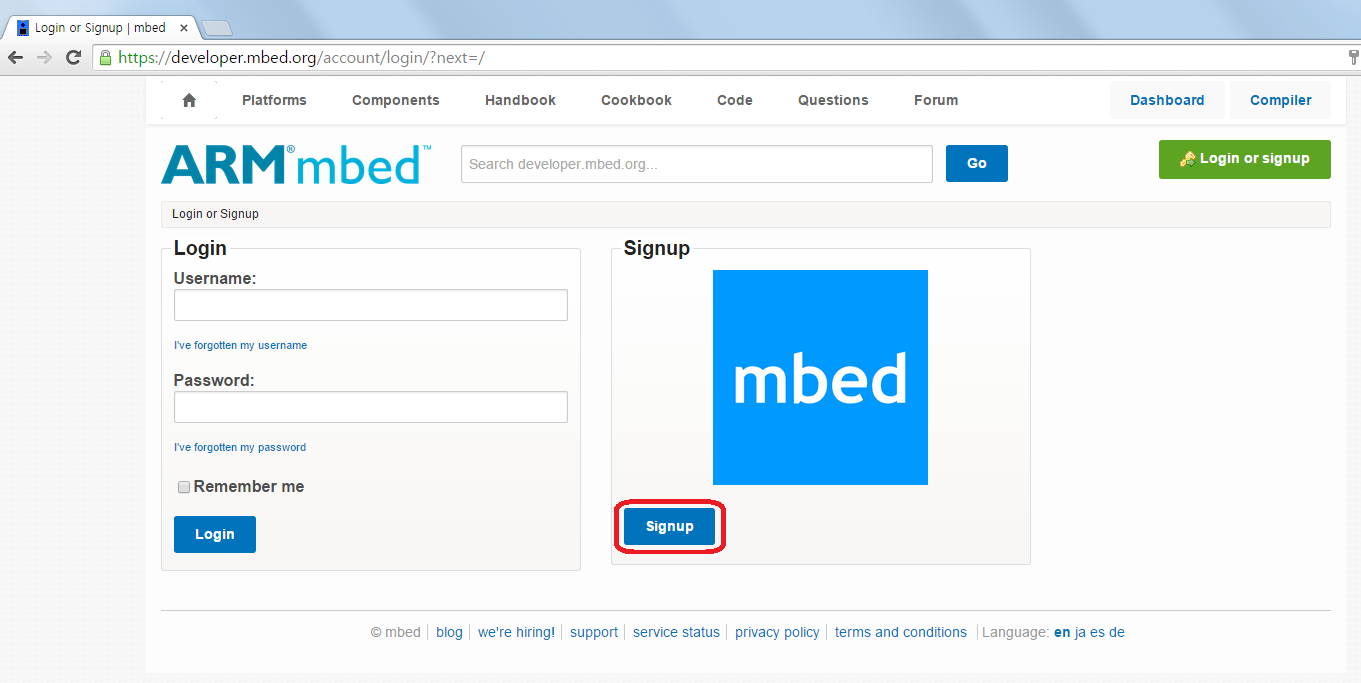 Login or Signup | mbed
https://developer.mbed.org/account/login/?next=/
Platforms Components Handbook Cookbook Code Questions Forum Dashboard Compiler
ARM®mbed™ Search developer.mbed.org... Go Login or signup
Login or Signup
Login
Username:
I've forgotten my username
Password:
I've forgotten my password
Remember me
Login
Signup
mbed
Signup
© mbed blog we're hiring! support service status privacy policy terms and conditions Language: en ja es de